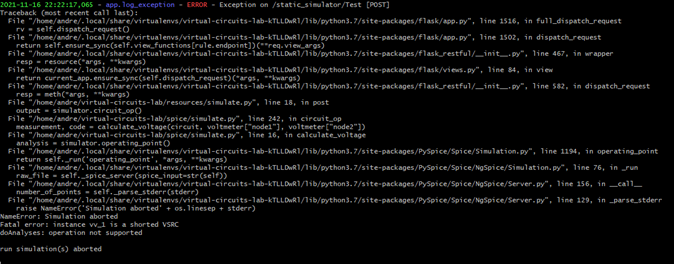 2021-11-16 22:22:17,065 - app.log_exception - ERROR - Exception on /static_simulator/Test [POST]
Traceback (most recent call last):
  File "/home/andre/.local/share/virtualenvs/virtual-circuits-lab-kTLLDwRl/lib/python3.7/site-packages/flask/app.py", line 1516, in full_dispatch_request
    rv = self.dispatch_request()
  File "/home/andre/.local/share/virtualenvs/virtual-circuits-lab-kTLLDwRl/lib/python3.7/site-packages/flask/app.py", line 1502, in dispatch_request
    return self.ensure_sync(self.view_functions[rule.endpoint])(**req.view_args)
  File "/home/andre/.local/share/virtualenvs/virtual-circuits-lab-kTLLDwRl/lib/python3.7/site-packages/flask_restful/__init__.py", line 467, in wrapper
    resp = resource(*args, **kwargs)
  File "/home/andre/.local/share/virtualenvs/virtual-circuits-lab-kTLLDwRl/lib/python3.7/site-packages/flask/views.py", line 84, in view
    return current_app.ensure_sync(self.dispatch_request)(*args, **kwargs)
  File "/home/andre/.local/share/virtualenvs/virtual-circuits-lab-kTLLDwRl/lib/python3.7/site-packages/flask_restful/__init__.py", line 582, in dispatch_request
    resp = meth(*args, **kwargs)
  File "/home/andre/virtual-circuits-lab/resources/simulate.py", line 18, in post
    output = simulator.circuit_op()
  File "/home/andre/virtual-circuits-lab/spice/simulate.py", line 242, in circuit_op
    measurement, code = calculate_voltage(circuit, voltmeter["node1"], voltmeter["node2"])
  File "/home/andre/virtual-circuits-lab/spice/simulate.py", line 16, in calculate_voltage
    analysis = simulator.operating_point()
  File "/home/andre/.local/share/virtualenvs/virtual-circuits-lab-kTLLDwRl/lib/python3.7/site-packages/PySpice/Spice/Simulation.py", line 1194, in operating_point
    return self._run('operating_point', *args, **kwargs)
  File "/home/andre/.local/share/virtualenvs/virtual-circuits-lab-kTLLDwRl/lib/python3.7/site-packages/PySpice/Spice/NgSpice/Simulation.py", line 76, in _run
    raw_file = self._spice_server(spice_input=str(self))
  File "/home/andre/.local/share/virtualenvs/virtual-circuits-lab-kTLLDwRl/lib/python3.7/site-packages/PySpice/Spice/NgSpice/Server.py", line 156, in __call__
    number_of_points = self._parse_stderr(stderr)
  File "/home/andre/.local/share/virtualenvs/virtual-circuits-lab-kTLLDwRl/lib/python3.7/site-packages/PySpice/Spice/NgSpice/Server.py", line 129, in _parse_stderr
    raise NameError('Simulation aborted' + os.linesep + stderr)
NameError: Simulation aborted
Fatal error: instance vv_1 is a shorted VSRC
doAnalyses: operation not supported
run simulation(s) aborted